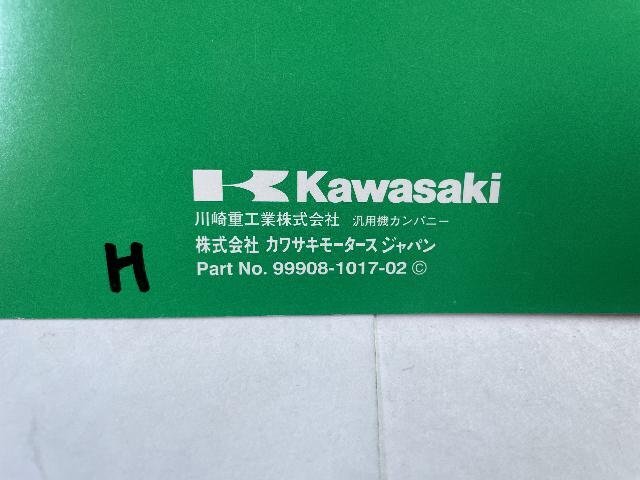 Kawasaki
川崎重工業株式会社 汎用機カンパニー
株式会社 カワサキモータース ジャパン
H
Part No. 99908-1017-02 ©